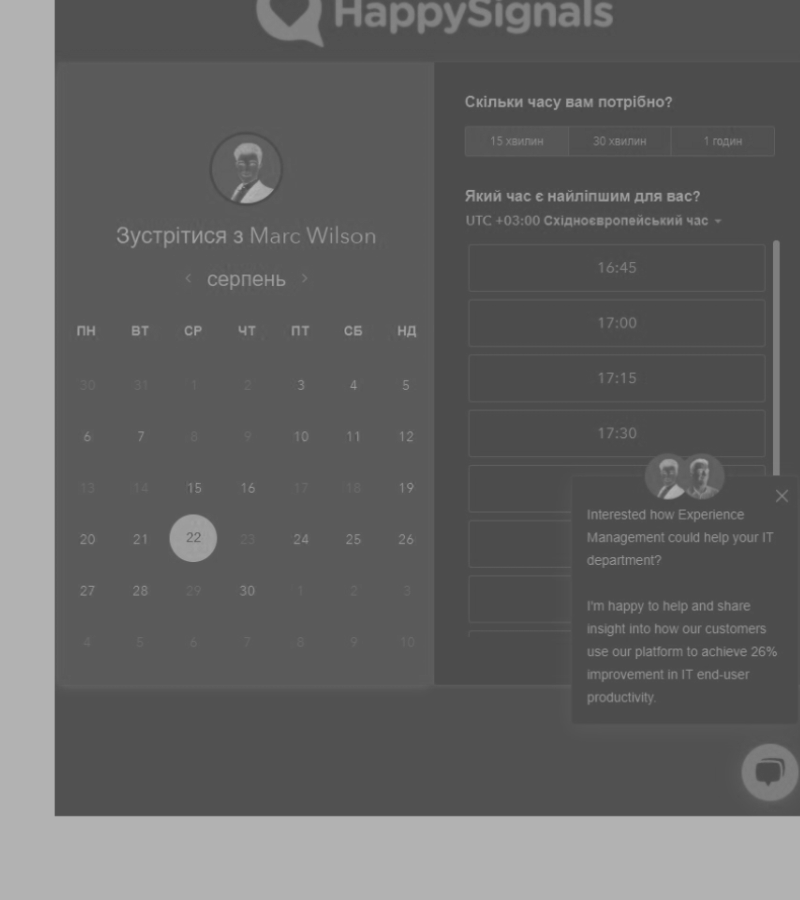 HappySignals
Зустрітися з Marc Wilson
серпень
ПН ВТ СР ЧТ ПТ СБ НД
30 31 1 2 3 4 5
6 7 8 9 10 11 12
13 14 15 16 17 18 19
20 21 22 23 24 25 26
27 28 29 30 1 2 3
4 5 6 7 8 9 10
Скільки часу вам потрібно?
15 хвилин 30 хвилин 1 годин
Який час є найліпшим для вас?
UTC +03:00 Східноєвропейський час
16:45
17:00
17:15
17:30
Interested how Experience
Management could help your IT
department?
I'm happy to help and share
insight into how our customers
use our platform to achieve 26%
improvement in IT end-user
productivity.